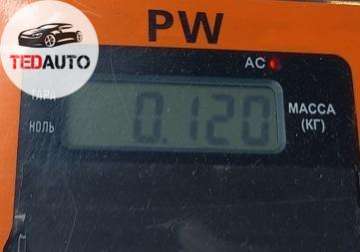 TEDAUTO
PW
AC
ТАРА
НОЛЬ
0.120
МАССА
(КГ)